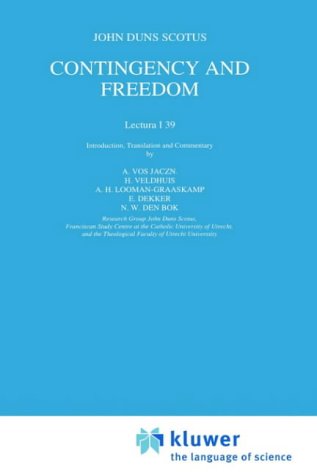 JOHN DUNS SCOTUS
CONTINGENCY AND
FREEDOM
Lectura I 39
Introduction, Translation and Commentary
by
A. VOS JACZN.
H. VELDHUIS
A. H. LOOMAN-GRAASKAMP
E. DEKKER
N. W. DEN BOK
Research Group John Duns Scotus,
Franciscan Study Centre at the Catholic University of Utrecht,
and the Theological Faculty of Utrecht University
kluwer
the language of science